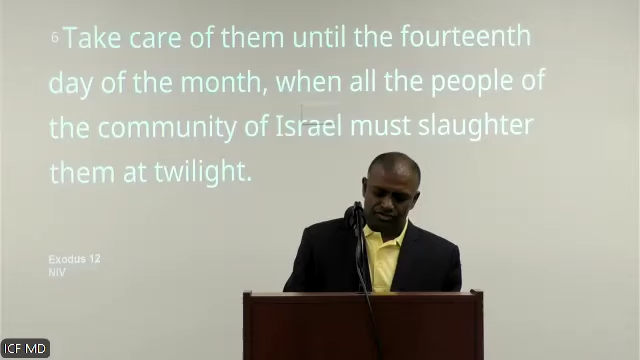 6 Take care of them until the fourteenth
day of the month, when all the people of
the community of Israel must slaughter
them at twilight.
Exodus 12
NIV
ICF MD